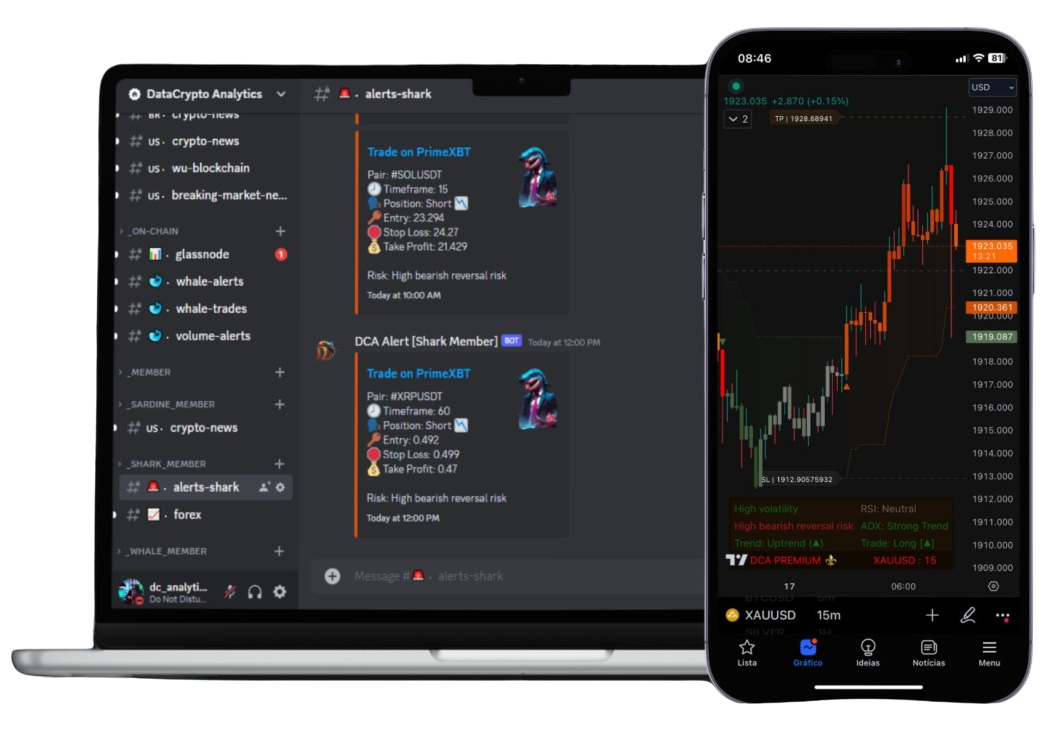 DataCrypto Analytics
BR · crypto-news
US · crypto-news
US · wu-blockchain
US · breaking-market-ne...
_ON-CHAIN
glassnode
1
whale-alerts
whale-trades
volume-alerts
_MEMBER
_SARDINE_MEMBER
US · crypto-news
_SHARK_MEMBER
alerts-shark
forex
_WHALE_MEMBER
dc_analyti...
Do Not Distu...
alerts-shark
Trade on PrimeXBT
Pair: #SOLUSDT
Timeframe: 15
Position: Short
Entry: 23.294
Stop Loss: 24.27
Take Profit: 21.429
Risk: High bearish reversal risk
Today at 10:00 AM
DCA Alert [Shark Member] BOT Today at 12:00 PM
Trade on PrimeXBT
Pair: #XRPUSDT
Timeframe: 60
Position: Short
Entry: 0.492
Stop Loss: 0.499
Take Profit: 0.47
Risk: High bearish reversal risk
Today at 12:00 PM
Message # · alerts-shark
08:46
81
USD
1923.035 +2.870 (+0.15%)
2
TP | 1928.68941
1929.000
1928.000
1927.000
1926.000
1925.000
1924.000
1923.035
13:21
1922.000
1921.000
1920.361
1920.000
1919.087
1918.000
1917.000
1916.000
1915.000
1914.000
1913.000
1912.000
1911.000
1910.000
1909.000
SL | 1912.90575932
High volatility RSI: Neutral
High bearish reversal risk ADX: Strong Trend
Trend: Uptrend (▲) Trade: Long [▲]
DCA PREMIUM ⚜ XAUUSD : 15
17 06:00
BTCUSD 5m
XAUUSD 15m
SILVER 1H
Lista Gráfico Ideias Notícias Menu